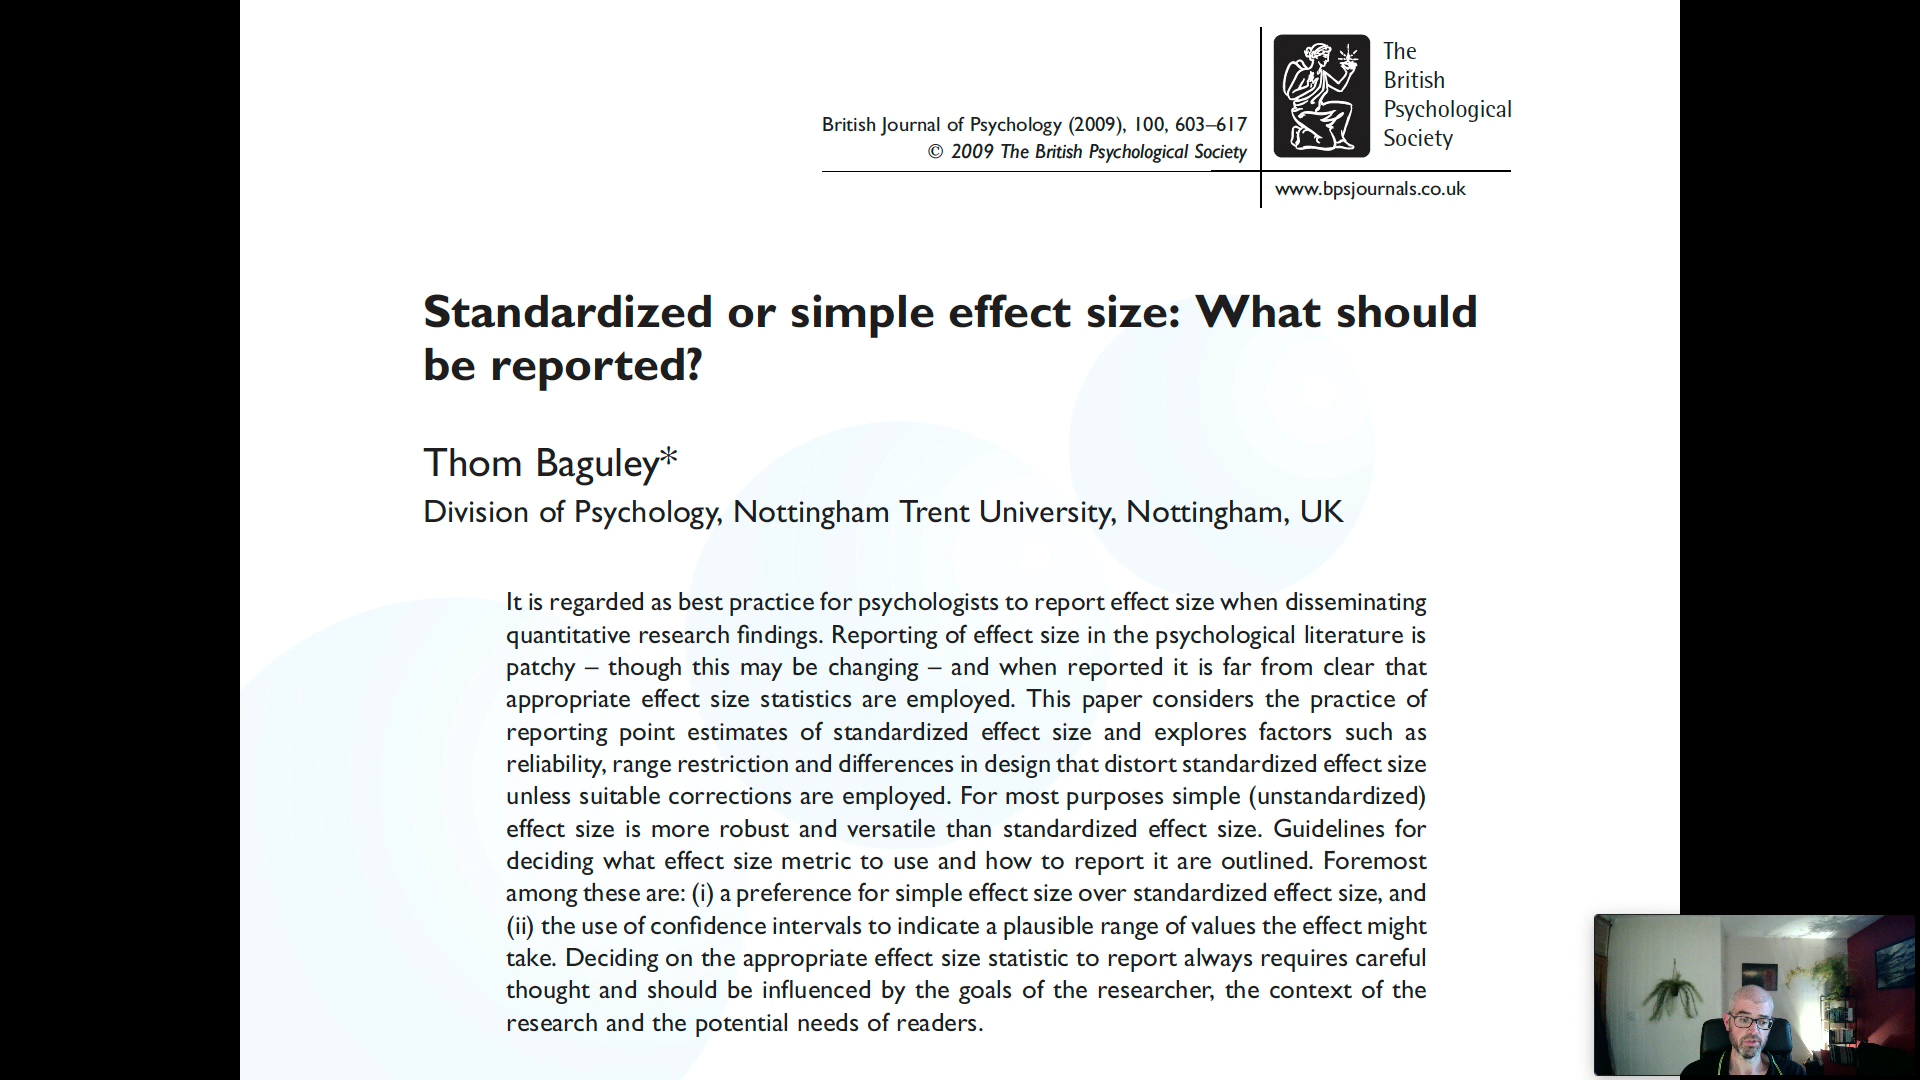 British Journal of Psychology (2009), 100, 603–617
© 2009 The British Psychological Society
The
British
Psychological
Society
www.bpsjournals.co.uk
Standardized or simple effect size: What should
be reported?
Thom Baguley*
Division of Psychology, Nottingham Trent University, Nottingham, UK
It is regarded as best practice for psychologists to report effect size when disseminating
quantitative research findings. Reporting of effect size in the psychological literature is
patchy – though this may be changing – and when reported it is far from clear that
appropriate effect size statistics are employed. This paper considers the practice of
reporting point estimates of standardized effect size and explores factors such as
reliability, range restriction and differences in design that distort standardized effect size
unless suitable corrections are employed. For most purposes simple (unstandardized)
effect size is more robust and versatile than standardized effect size. Guidelines for
deciding what effect size metric to use and how to report it are outlined. Foremost
among these are: (i) a preference for simple effect size over standardized effect size, and
(ii) the use of confidence intervals to indicate a plausible range of values the effect might
take. Deciding on the appropriate effect size statistic to report always requires careful
thought and should be influenced by the goals of the researcher, the context of the
research and the potential needs of readers.